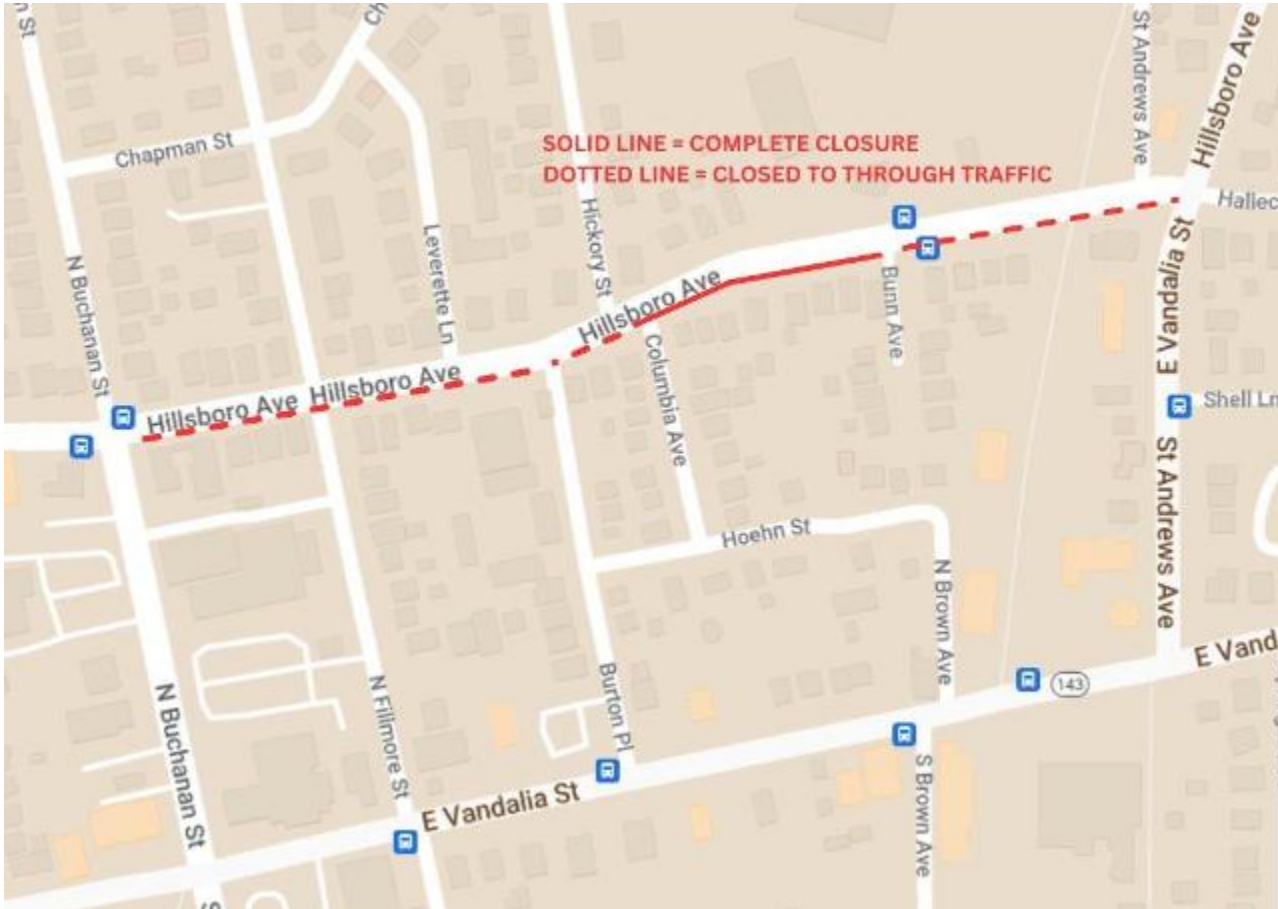 St Andrews Ave
Hillsboro Ave
Chapman St
SOLID LINE = COMPLETE CLOSURE
DOTTED LINE = CLOSED TO THROUGH TRAFFIC
Hallec
Hickory St
Leverette Ln
N Buchanan St
E Vandalia St
Hillsboro Ave
Bunn Ave
Columbia Ave
Hillsboro Ave
Hillsboro Ave
Shell Ln
St Andrews Ave
Hoehn St
N Brown Ave
E Vand
143
Burton Pl
N Fillmore St
N Buchanan St
E Vandalia St
S Brown Ave